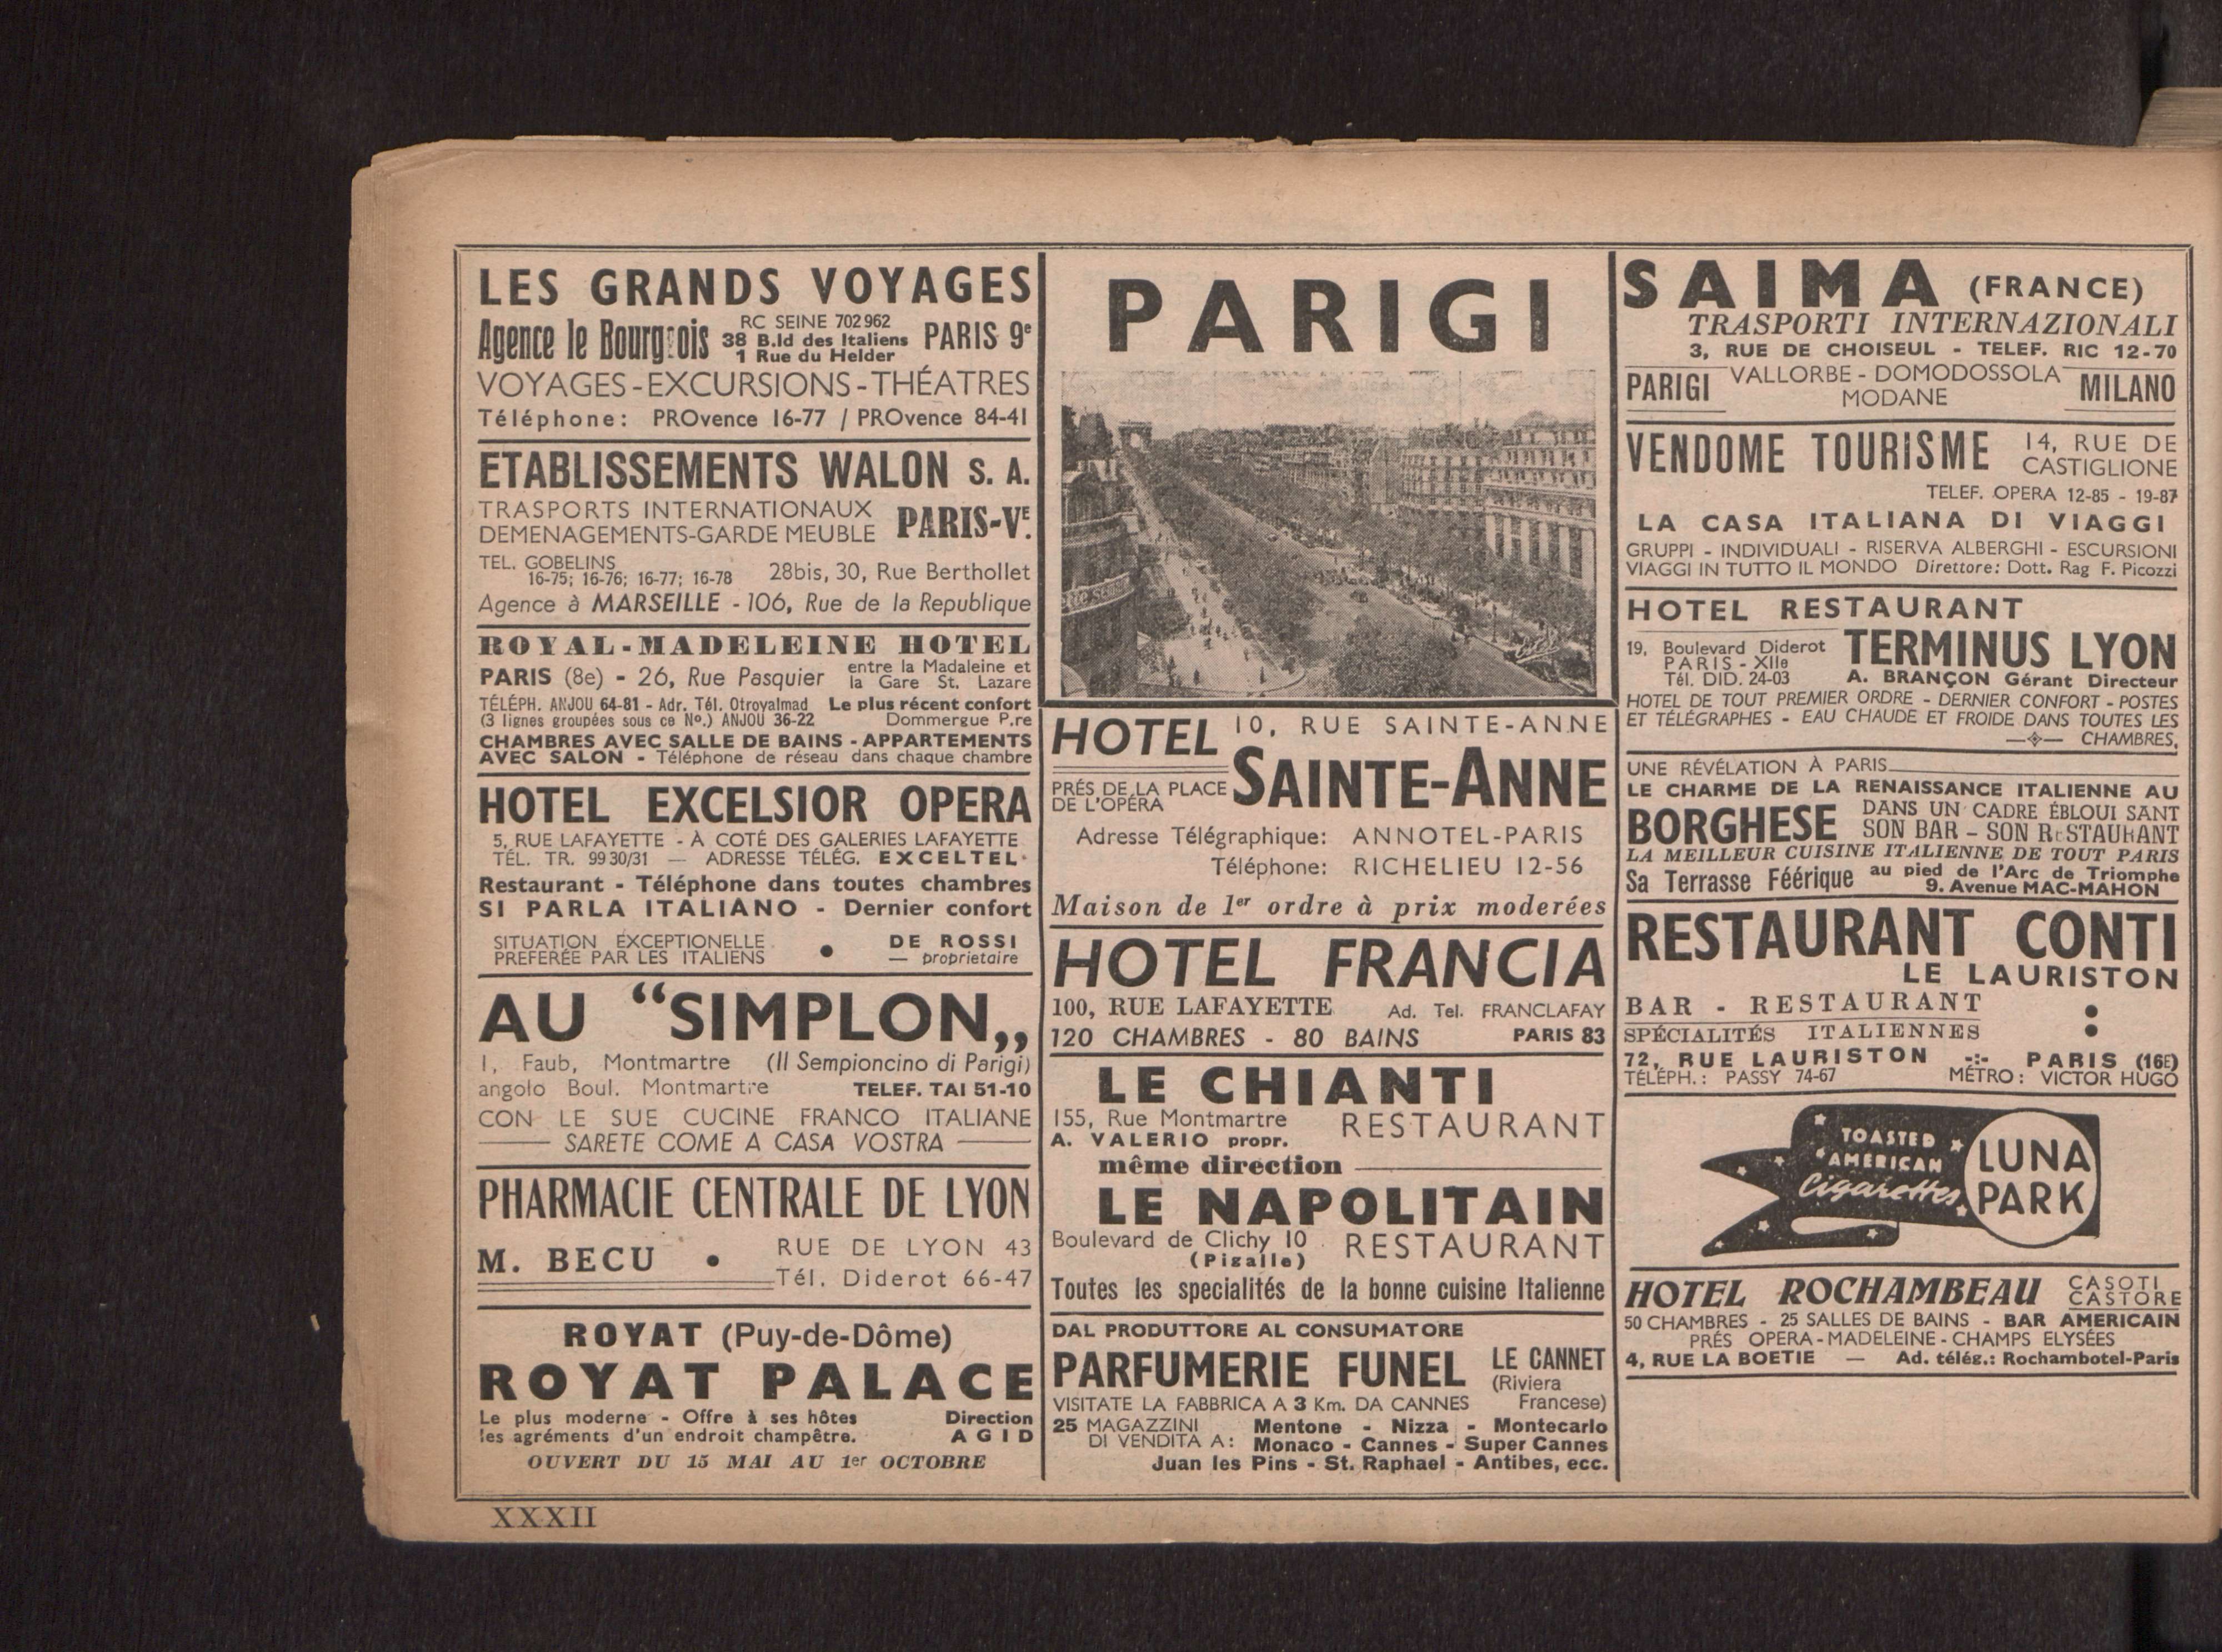 LES GRANDS VOYAGES
Agence le Bourgeois
RC SEINE 702962
38 B.ld des Italiens
1 Rue du Helder
PARIS 9e
VOYAGES-EXCURSIONS-THÉATRES
Téléphone: PROvence 16-77 / PROvence 84-41
ETABLISSEMENTS WALON S. A.
TRASPORTS INTERNATIONAUX
DEMENAGEMENTS-GARDE MEUBLE
PARIS-VE.
TEL. GOBELINS
16-75; 16-76; 16-77; 16-78
28bis, 30, Rue Berthollet
Agence à MARSEILLE - 106, Rue de la Republique
ROYAL-MADELEINE HOTEL
PARIS (8e) - 26, Rue Pasquier
entre la Madaleine et
la Gare St. Lazare
TÉLÉPH. ANJOU 64-81 - Adr. Tél. Otroyalmad Le plus récent confort
(3 lignes groupées sous ce No.) ANJOU 36-22 Dommergue P.re
CHAMBRES AVEC SALLE DE BAINS - APPARTEMENTS
AVEC SALON - Téléphone de réseau dans chaque chambre
HOTEL EXCELSIOR OPERA
5, RUE LAFAYETTE - À COTÉ DES GALERIES LAFAYETTE
TÉL. TR. 99 30/31 — ADRESSE TÉLÉG. EXCELTEL
Restaurant - Téléphone dans toutes chambres
SI PARLA ITALIANO - Dernier confort
SITUATION EXCEPTIONELLE
PREFERÉE PAR LES ITALIENS
DE ROSSI
— proprietaire
AU “SIMPLON„
1, Faub, Montmartre (Il Sempioncino di Parigi)
angolo Boul. Montmartre TELEF. TAI 51-10
CON LE SUE CUCINE FRANCO ITALIANE
SARETE COME A CASA VOSTRA
PHARMACIE CENTRALE DE LYON
M. BECU •
RUE DE LYON 43
Tél. Diderot 66-47
ROYAT (Puy-de-Dôme)
ROYAT PALACE
Le plus moderne - Offre à ses hôtes
les agréments d'un endroit champêtre.
Direction
AGID
OUVERT DU 15 MAI AU 1er OCTOBRE
XXXII
PARIGI
HOTEL
10, RUE SAINTE-ANNE
SAINTE-ANNE
PRÉS DE LA PLACE
DE L'OPÉRA
Adresse Télégraphique: ANNOTEL-PARIS
Téléphone: RICHELIEU 12-56
Maison de 1er ordre à prix moderées
HOTEL FRANCIA
100, RUE LAFAYETTE Ad. Tel. FRANCLAFAY
120 CHAMBRES - 80 BAINS PARIS 83
LE CHIANTI
155, Rue Montmartre
A. VALERIO propr.
RESTAURANT
même direction
LE NAPOLITAIN
Boulevard de Clichy 10
(Pigalle)
RESTAURANT
Toutes les specialités de la bonne cuisine Italienne
DAL PRODUTTORE AL CONSUMATORE
PARFUMERIE FUNEL
LE CANNET
(Riviera
Francese)
VISITATE LA FABBRICA A 3 Km. DA CANNES
25 MAGAZZINI
DI VENDITA A:
Mentone - Nizza - Montecarlo
Monaco - Cannes - Super Cannes
Juan les Pins - St. Raphael - Antibes, ecc.
SAIMA (FRANCE)
TRASPORTI INTERNAZIONALI
3, RUE DE CHOISEUL - TELEF. RIC 12-70
PARIGI
VALLORBE - DOMODOSSOLA
MODANE
MILANO
VENDOME TOURISME
14, RUE DE
CASTIGLIONE
TELEF. OPERA 12-85 - 19-87
LA CASA ITALIANA DI VIAGGI
GRUPPI - INDIVIDUALI - RISERVA ALBERGHI - ESCURSIONI
VIAGGI IN TUTTO IL MONDO Direttore: Dott. Rag F. Picozzi
HOTEL RESTAURANT
19, Boulevard Diderot
PARIS - XIIe
Tél. DID. 24-03
TERMINUS LYON
A. BRANÇON Gérant Directeur
HOTEL DE TOUT PREMIER ORDRE - DERNIER CONFORT - POSTES
ET TÉLÉGRAPHES - EAU CHAUDE ET FROIDE DANS TOUTES LES
CHAMBRES,
UNE RÉVÉLATION À PARIS
LE CHARME DE LA RENAISSANCE ITALIENNE AU
BORGHESE
DANS UN CADRE ÉBLOUI SANT
SON BAR - SON ReSTAURANT
LA MEILLEUR CUISINE ITALIENNE DE TOUT PARIS
Sa Terrasse Féérique
au pied de l'Arc de Triomphe
9. Avenue MAC-MAHON
RESTAURANT CONTI
LE LAURISTON
BAR - RESTAURANT
SPÉCIALITÉS ITALIENNES
72, RUE LAURISTON -:- PARIS (16E)
TÉLÉPH.: PASSY 74-67 MÉTRO: VICTOR HUGO
TOASTED
AMERICAN
Cigarettes
LUNA
PARK
HOTEL ROCHAMBEAU
CASOTI
CASTORE
50 CHAMBRES - 25 SALLES DE BAINS - BAR AMERICAIN
PRÉS OPERA - MADELEINE - CHAMPS ELYSÉES
4, RUE LA BOETIE — Ad. télég.: Rochambotel-Paris